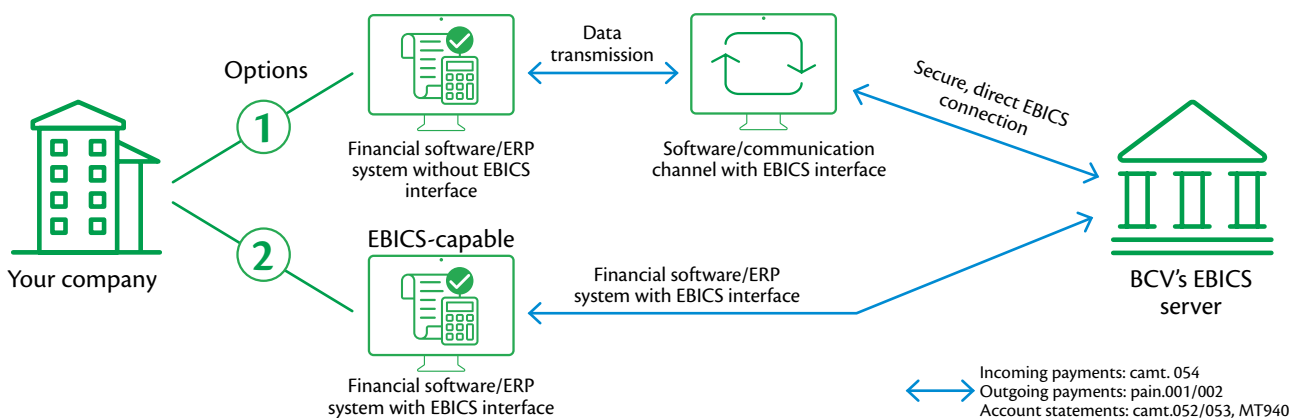 Options
1
2
Your company
Financial software/ERP
system without EBICS
interface
Data
transmission
Software/communication
channel with EBICS interface
Secure, direct EBICS
connection
EBICS-capable
Financial software/ERP
system with EBICS interface
Financial software/ERP
system with EBICS interface
BCV’s EBICS
server
Incoming payments: camt. 054
Outgoing payments: pain.001/002
Account statements: camt.052/053, MT940